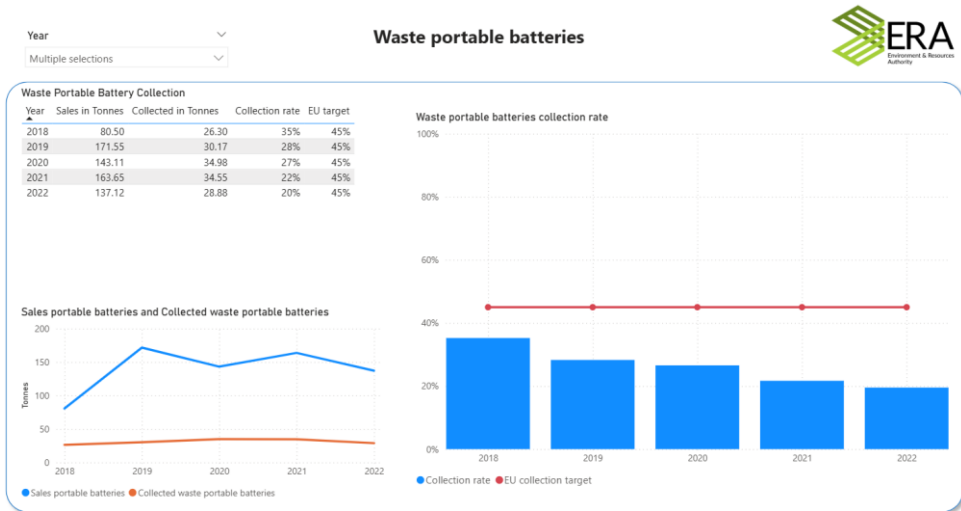 Year
Multiple selections
Waste portable batteries
ERA
Environment & Resources
Authority
Waste Portable Battery Collection
Year Sales in Tonnes Collected in Tonnes Collection rate EU target
2018 80.50 26.30 35% 45%
2019 171.55 30.17 28% 45%
2020 143.11 34.98 27% 45%
2021 163.65 34.55 22% 45%
2022 137.12 28.88 20% 45%
Sales portable batteries and Collected waste portable batteries
200
150
100
50
0
Tonnes
2018 2019 2020 2021 2022
Sales portable batteries Collected waste portable batteries
Waste portable batteries collection rate
100%
80%
60%
40%
20%
0%
2018 2019 2020 2021 2022
Collection rate EU collection target